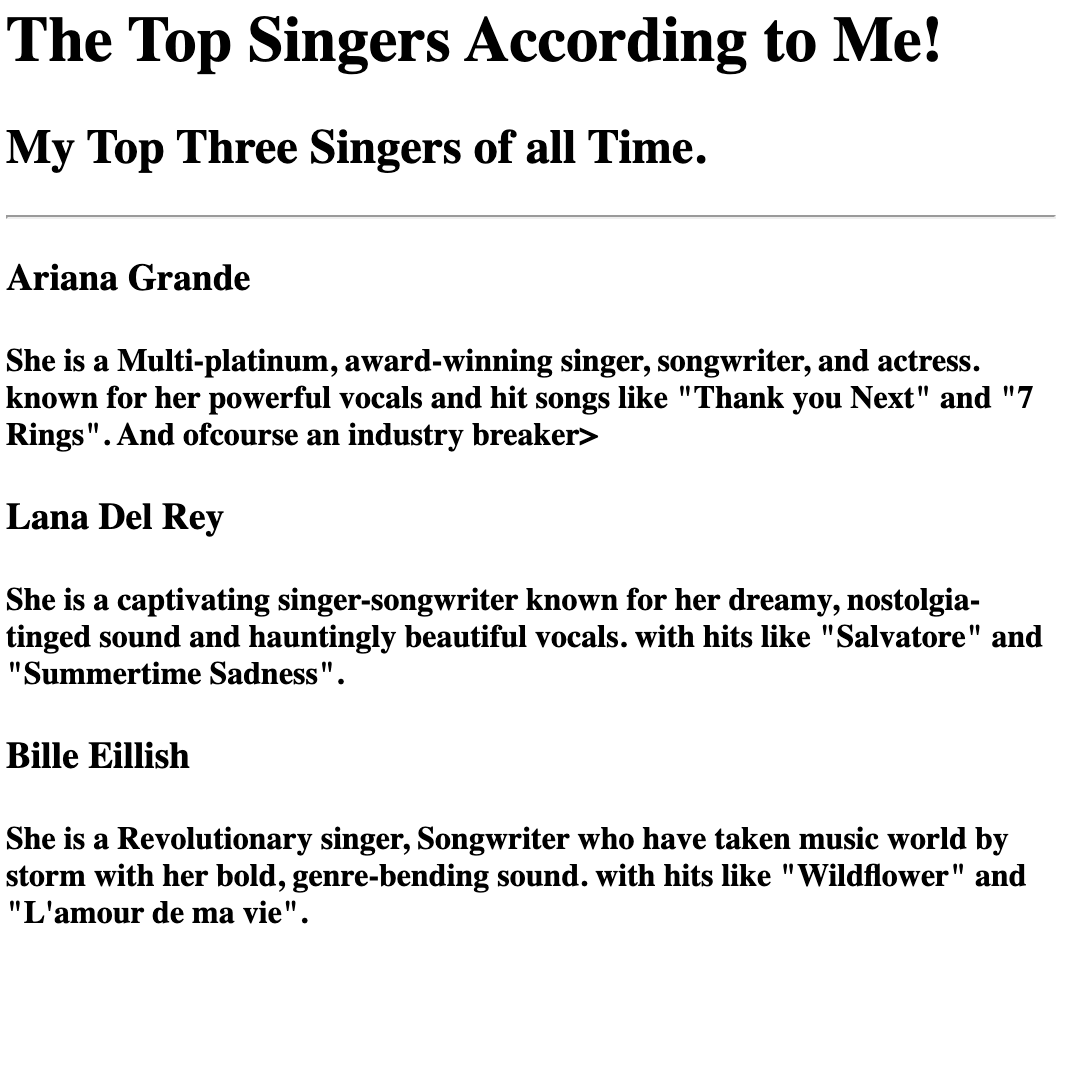 The Top Singers According to Me!
My Top Three Singers of all Time.
Ariana Grande
She is a Multi-platinum, award-winning singer, songwriter, and actress.
known for her powerful vocals and hit songs like "Thank you Next" and "7
Rings". And ofcourse an industry breaker>
Lana Del Rey
She is a captivating singer-songwriter known for her dreamy, nostolgia-
tinged sound and hauntingly beautiful vocals. with hits like "Salvatore" and
"Summertime Sadness".
Bille Eillish
She is a Revolutionary singer, Songwriter who have taken music world by
storm with her bold, genre-bending sound. with hits like "Wildflower" and
"L'amour de ma vie".